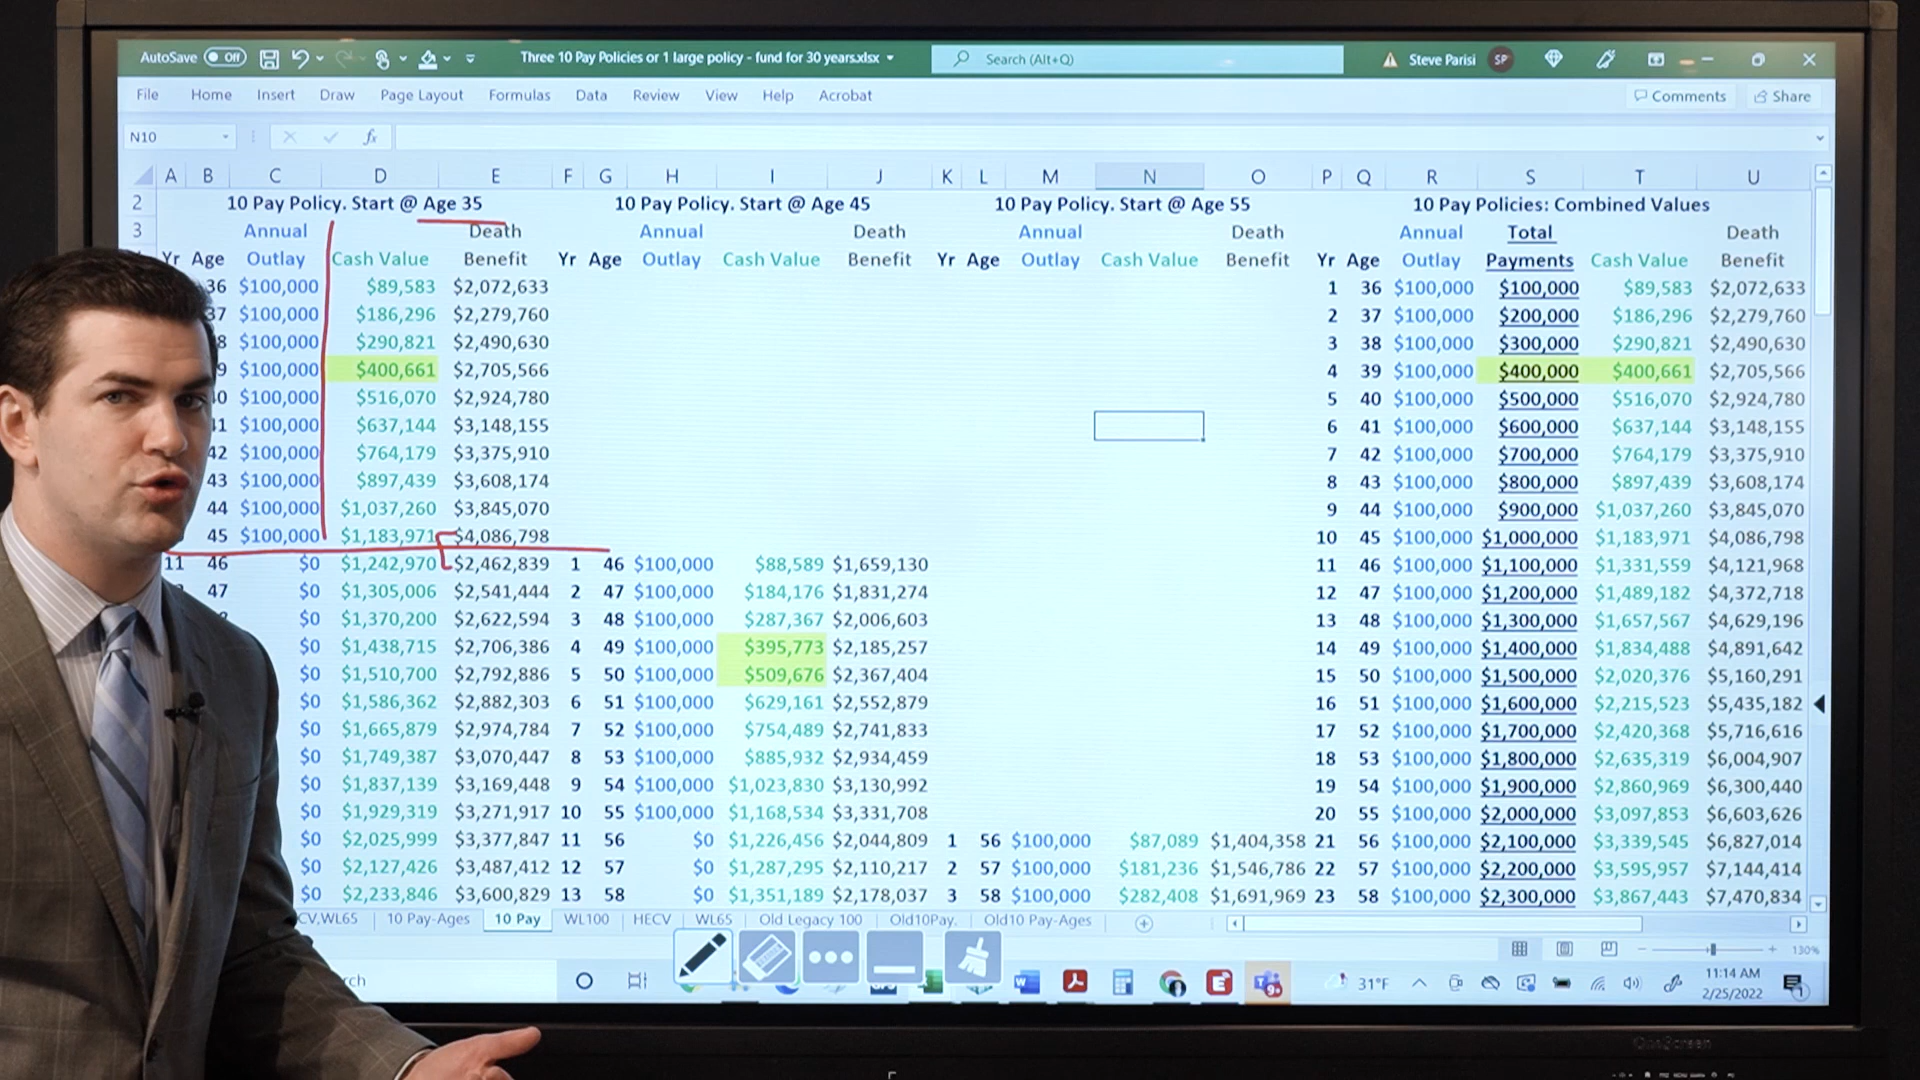 AutoSave Off Three 10 Pay Policies or 1 large policy - fund for 30 years.xlsx Search (Alt+Q) Steve Parisi SP
File Home Insert Draw Page Layout Formulas Data Review View Help Acrobat Comments Share
N10 fx
A B C D E F G H I J K L M N O P Q R S T U
2 10 Pay Policy. Start @ Age 35 10 Pay Policy. Start @ Age 45 10 Pay Policy. Start @ Age 55 10 Pay Policies: Combined Values
3 Annual Death Annual Death Annual Death Annual Total Death
Yr Age Outlay Cash Value Benefit Yr Age Outlay Cash Value Benefit Yr Age Outlay Cash Value Benefit Yr Age Outlay Payments Cash Value Benefit
36 $100,000 $89,583 $2,072,633 1 36 $100,000 $100,000 $89,583 $2,072,633
37 $100,000 $186,296 $2,279,760 2 37 $100,000 $200,000 $186,296 $2,279,760
8 $100,000 $290,821 $2,490,630 3 38 $100,000 $300,000 $290,821 $2,490,630
9 $100,000 $400,661 $2,705,566 4 39 $100,000 $400,000 $400,661 $2,705,566
0 $100,000 $516,070 $2,924,780 5 40 $100,000 $500,000 $516,070 $2,924,780
41 $100,000 $637,144 $3,148,155 6 41 $100,000 $600,000 $637,144 $3,148,155
42 $100,000 $764,179 $3,375,910 7 42 $100,000 $700,000 $764,179 $3,375,910
43 $100,000 $897,439 $3,608,174 8 43 $100,000 $800,000 $897,439 $3,608,174
44 $100,000 $1,037,260 $3,845,070 9 44 $100,000 $900,000 $1,037,260 $3,845,070
45 $100,000 $1,183,971 $4,086,798 10 45 $100,000 $1,000,000 $1,183,971 $4,086,798
11 46 $0 $1,242,970 $2,462,839 1 46 $100,000 $88,589 $1,659,130 11 46 $100,000 $1,100,000 $1,331,559 $4,121,968
47 $0 $1,305,006 $2,541,444 2 47 $100,000 $184,176 $1,831,274 12 47 $100,000 $1,200,000 $1,489,182 $4,372,718
$0 $1,370,200 $2,622,594 3 48 $100,000 $287,367 $2,006,603 13 48 $100,000 $1,300,000 $1,657,567 $4,629,196
$0 $1,438,715 $2,706,386 4 49 $100,000 $395,773 $2,185,257 14 49 $100,000 $1,400,000 $1,834,488 $4,891,642
$0 $1,510,700 $2,792,886 5 50 $100,000 $509,676 $2,367,404 15 50 $100,000 $1,500,000 $2,020,376 $5,160,291
$0 $1,586,362 $2,882,303 6 51 $100,000 $629,161 $2,552,879 16 51 $100,000 $1,600,000 $2,215,523 $5,435,182
$0 $1,665,879 $2,974,784 7 52 $100,000 $754,489 $2,741,833 17 52 $100,000 $1,700,000 $2,420,368 $5,716,616
$0 $1,749,387 $3,070,447 8 53 $100,000 $885,932 $2,934,459 18 53 $100,000 $1,800,000 $2,635,319 $6,004,907
$0 $1,837,139 $3,169,448 9 54 $100,000 $1,023,830 $3,130,992 19 54 $100,000 $1,900,000 $2,860,969 $6,300,440
$0 $1,929,319 $3,271,917 10 55 $100,000 $1,168,534 $3,331,708 20 55 $100,000 $2,000,000 $3,097,853 $6,603,626
$0 $2,025,999 $3,377,847 11 56 $0 $1,226,456 $2,044,809 1 56 $100,000 $87,089 $1,404,358 21 56 $100,000 $2,100,000 $3,339,545 $6,827,014
$0 $2,127,426 $3,487,412 12 57 $0 $1,287,295 $2,110,217 2 57 $100,000 $181,236 $1,546,786 22 57 $100,000 $2,200,000 $3,595,957 $7,144,414
$0 $2,233,846 $3,600,829 13 58 $0 $1,351,189 $2,178,037 3 58 $100,000 $282,408 $1,691,969 23 58 $100,000 $2,300,000 $3,867,443 $7,470,834
CV,WL65 10 Pay-Ages 10 Pay WL100 HECV WL65 Old Legacy 100 Old10Pay. Old10 Pay-Ages
130%
rch 31°F 11:14 AM
2/25/2022
OneScreen